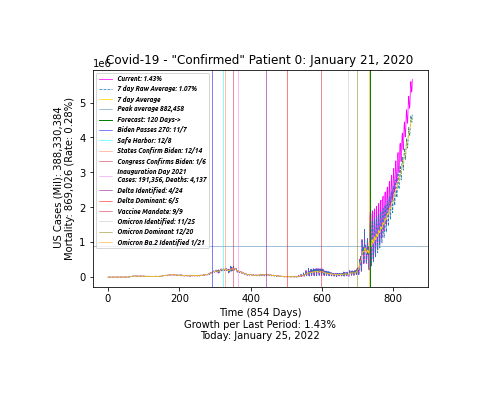 Covid-19 - "Confirmed" Patient 0: January 21, 2020
1e6
Current: 1.43%
7 day Raw Average: 1.07%
7 day Average
Peak average 882,458
Forecast: 120 Days->
Biden Passes 270: 11/7
Safe Harbor: 12/8
States Confirm Biden: 12/14
Congress Confirms Biden: 1/6
Inauguration Day 2021
Cases: 191,356, Deaths: 4,137
Delta Identified: 4/24
Delta Dominant: 6/5
Vaccine Mandate: 9/9
Omicron Identified: 11/25
Omicron Dominant 12/20
Omicron Ba.2 Identified 1/21
US Cases (Mil): 388,330,384
Mortality: 869,026 (Rate: 0.28%)
5
4
3
2
1
0
0 200 400 600 800
Time (854 Days)
Growth per Last Period: 1.43%
Today: January 25, 2022